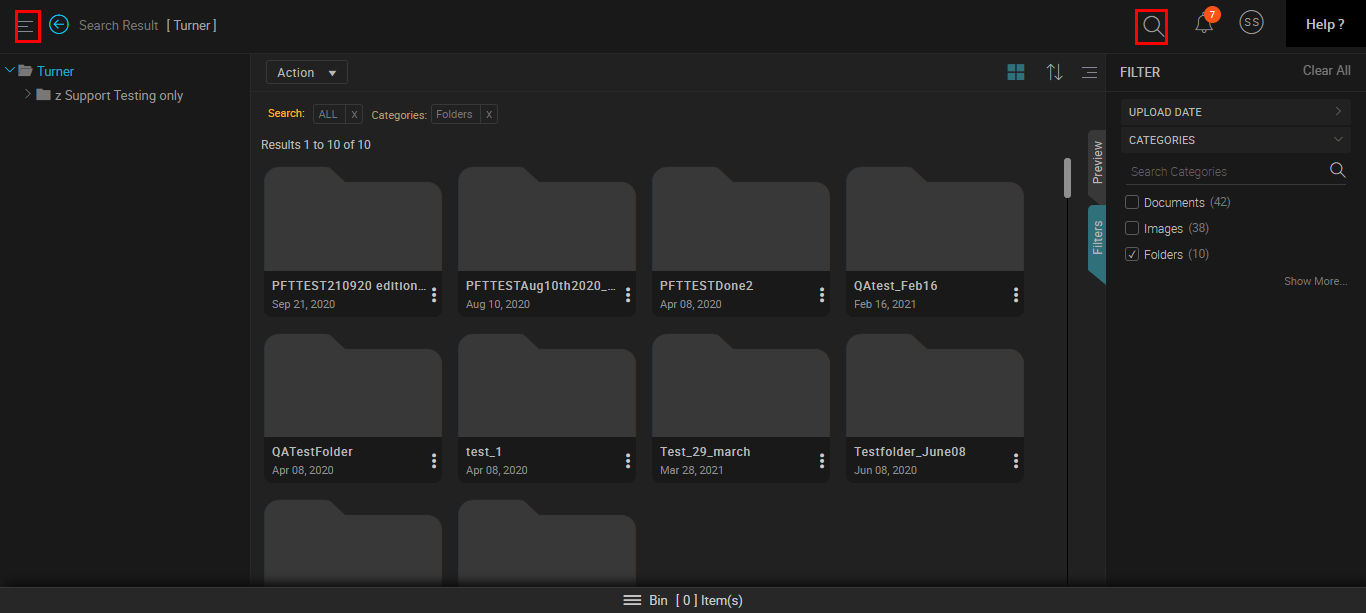 Search Result [ Turner ]
7
SS
Help ?
Turner
z Support Testing only
Action
Search: ALL X Categories: Folders X
Results 1 to 10 of 10
PFTTEST210920 edition...
Sep 21, 2020
PFTTESTAug10th2020_...
Aug 10, 2020
PFTTESTDone2
Apr 08, 2020
QAtest_Feb16
Feb 16, 2021
QATestFolder
Apr 08, 2020
test_1
Apr 08, 2020
Test_29_march
Mar 28, 2021
Testfolder_June08
Jun 08, 2020
Preview
Filters
FILTER
Clear All
UPLOAD DATE
CATEGORIES
Search Categories
Documents (42)
Images (38)
Folders (10)
Show More...
Bin [ 0 ] Item(s)